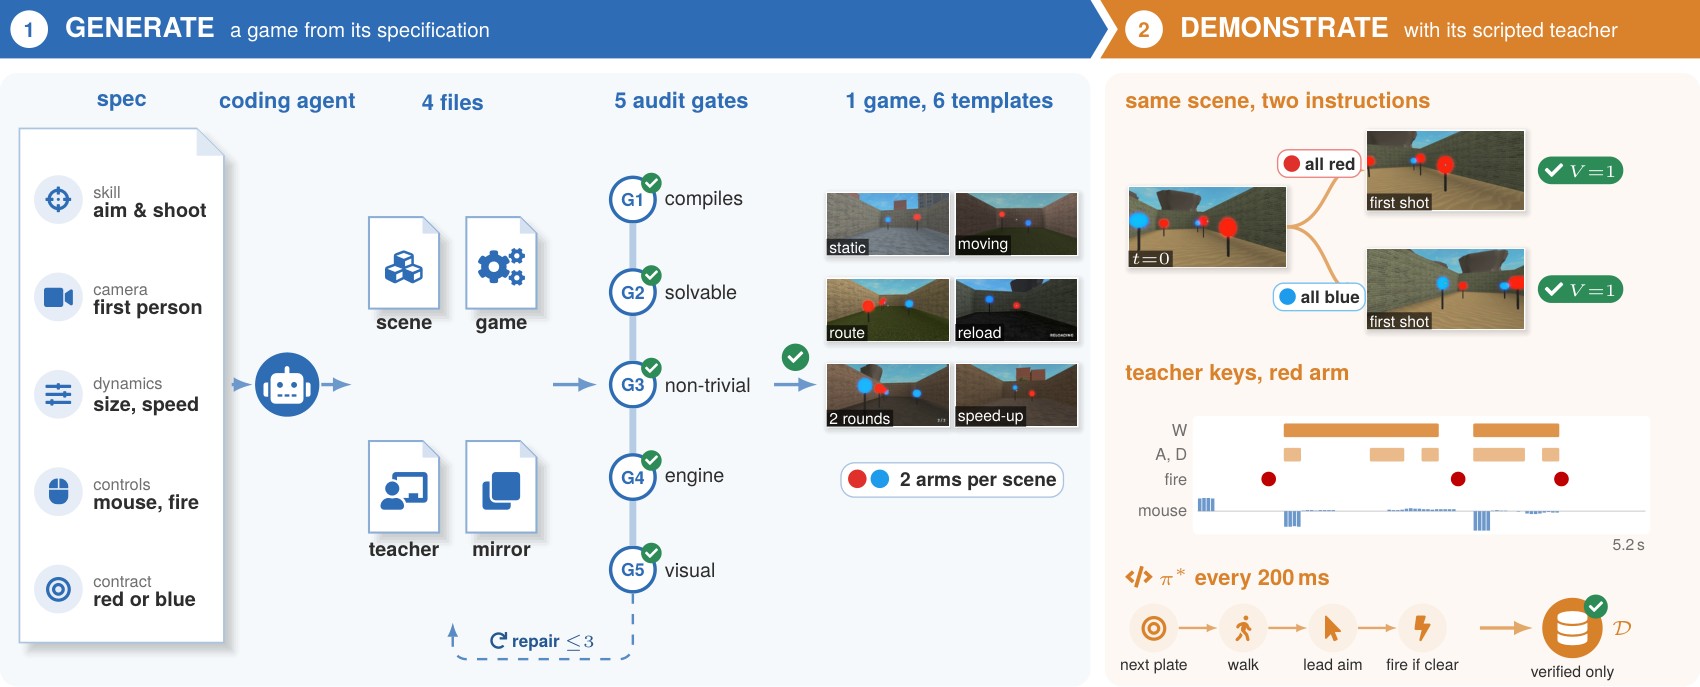 1 GENERATE a game from its specification
2 DEMONSTRATE with its scripted teacher
spec
coding agent
4 files
5 audit gates
1 game, 6 templates
skill
aim & shoot
camera
first person
dynamics
size, speed
controls
mouse, fire
contract
red or blue
scene
game
teacher
mirror
G1 compiles
G2 solvable
G3 non-trivial
G4 engine
G5 visual
repair ≤3
static
moving
route
reload
RELOADING
2 rounds
speed-up
2 arms per scene
same scene, two instructions
t=0
all red
first shot
V=1
all blue
first shot
V=1
teacher keys, red arm
W
A, D
fire
mouse
5.2 s
</> π* every 200 ms
next plate
walk
lead aim
fire if clear
verified only
𝒟